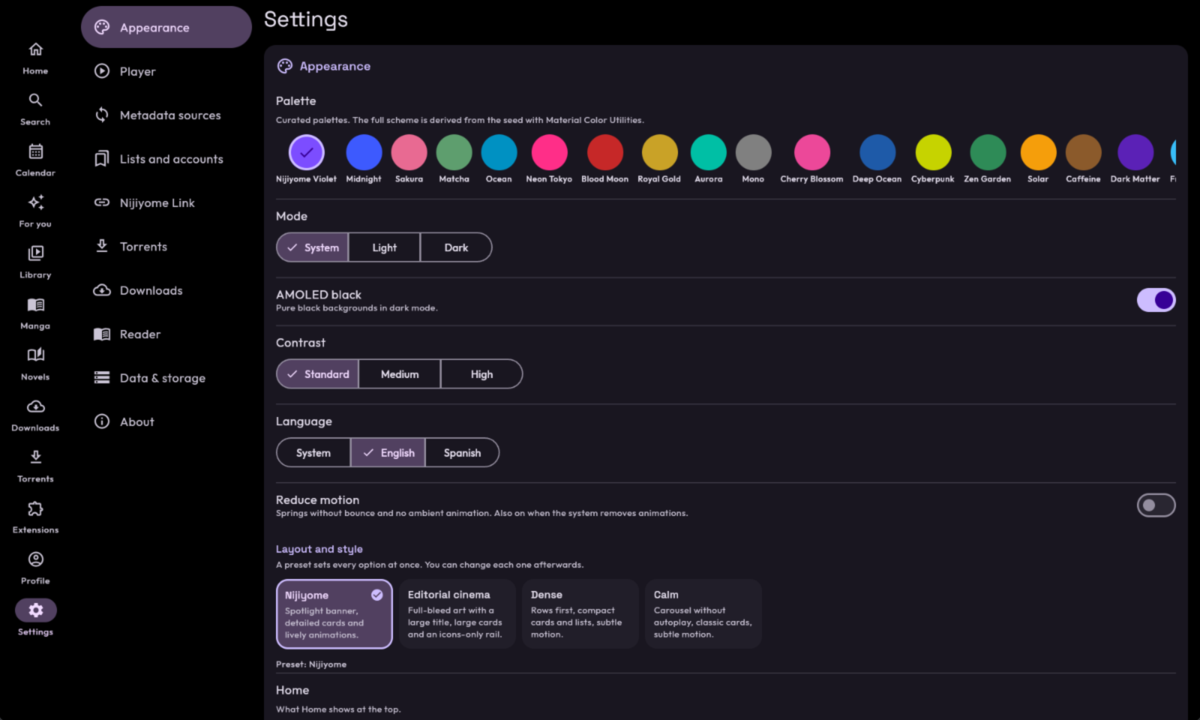 Home
Search
Calendar
For you
Library
Manga
Novels
Downloads
Torrents
Extensions
Profile
Settings
Appearance
Player
Metadata sources
Lists and accounts
Nijiyome Link
Torrents
Downloads
Reader
Data & storage
About
Settings
Appearance
Palette
Curated palettes. The full scheme is derived from the seed with Material Color Utilities.
Nijiyome Violet
Midnight
Sakura
Matcha
Ocean
Neon Tokyo
Blood Moon
Royal Gold
Aurora
Mono
Cherry Blossom
Deep Ocean
Cyberpunk
Zen Garden
Solar
Caffeine
Dark Matter
Mode
System
Light
Dark
AMOLED black
Pure black backgrounds in dark mode.
Contrast
Standard
Medium
High
Language
System
English
Spanish
Reduce motion
Springs without bounce and no ambient animation. Also on when the system removes animations.
Layout and style
A preset sets every option at once. You can change each one afterwards.
Nijiyome
Spotlight banner,
detailed cards and
lively animations.
Editorial cinema
Full-bleed art with a
large title, large cards
and an icons-only rail.
Dense
Rows first, compact
cards and lists, subtle
motion.
Calm
Carousel without
autoplay, classic cards,
subtle motion.
Preset: Nijiyome
Home
What Home shows at the top.